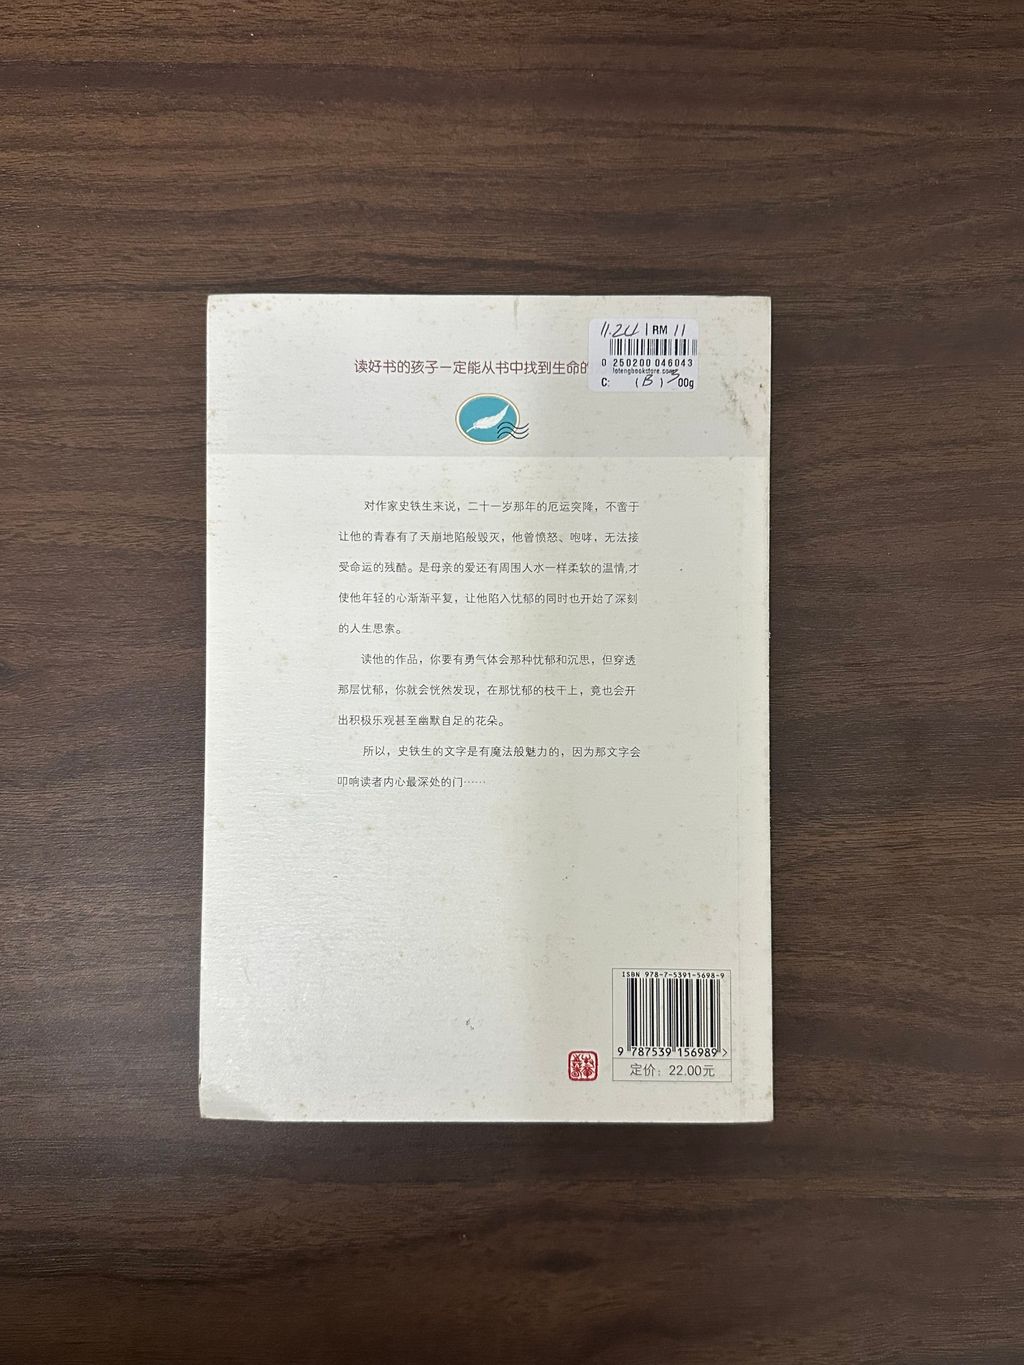 11.24 | RM 11
0 250200 046043
fotengbookstore.com
C: (B) 300g
读好书的孩子一定能从书中找到生命的
对作家史铁生来说，二十一岁那年的厄运突降，不啻于
让他的青春有了天崩地陷般毁灭，他曾愤怒、咆哮，无法接
受命运的残酷。是母亲的爱还有周围人水一样柔软的温情,才
使他年轻的心渐渐平复，让他陷入忧郁的同时也开始了深刻
的人生思索。
读他的作品，你要有勇气体会那种忧郁和沉思，但穿透
那层忧郁，你就会恍然发现，在那忧郁的枝干上，竟也会开
出积极乐观甚至幽默自足的花朵。
所以，史铁生的文字是有魔法般魅力的，因为那文字会
叩响读者内心最深处的门……
ISBN 978-7-5391-5698-9
9 787539 156989 >
定价：22.00元